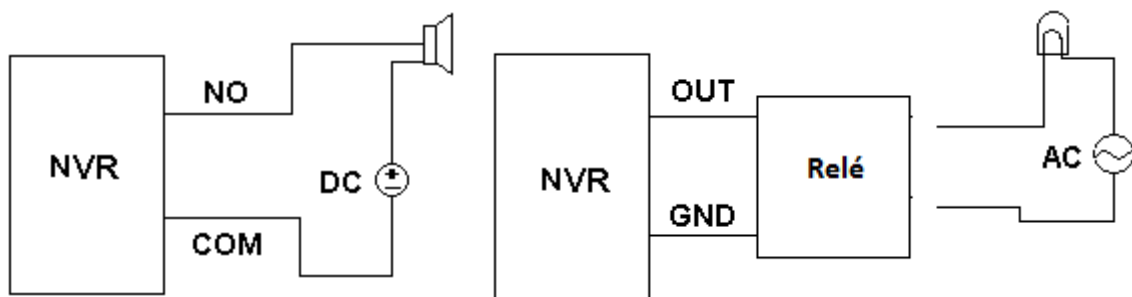 NVR
NO
COM
DC
NVR
OUT
GND
Relé
AC